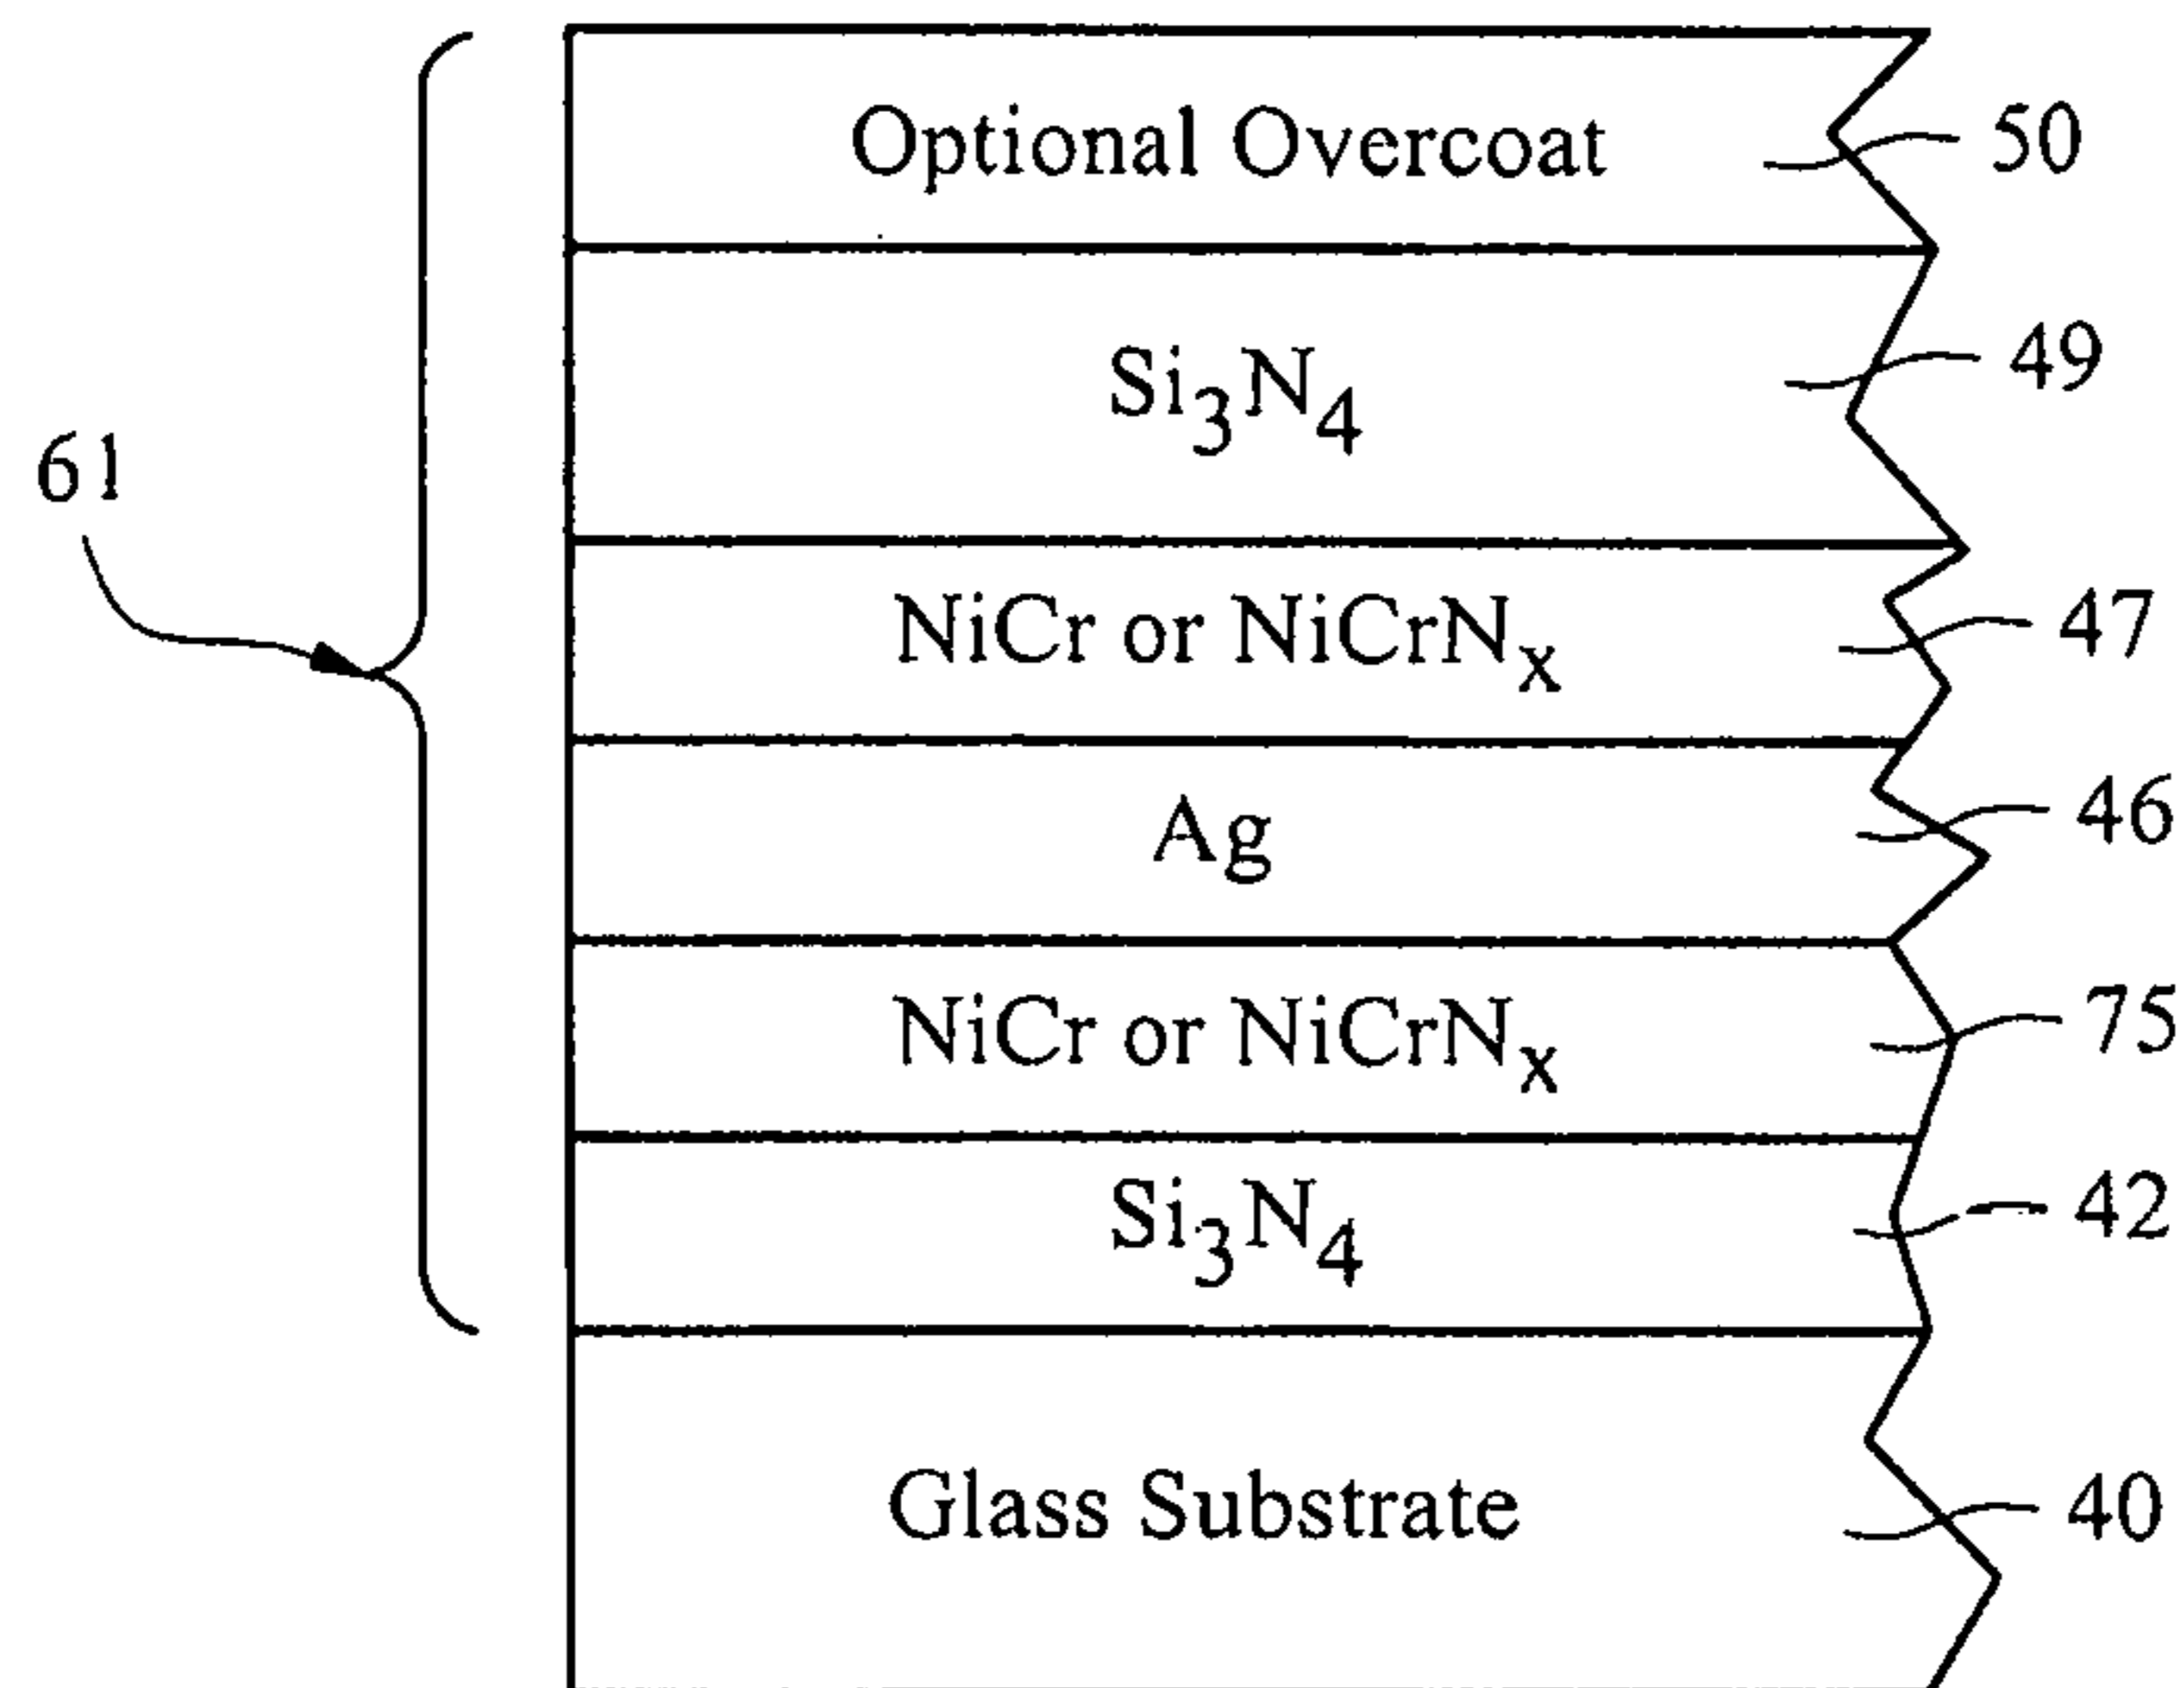 Optional Overcoat 50
Si₃N₄ 49
61
NiCr or NiCrNₓ 47
Ag 46
NiCr or NiCrNₓ 75
Si₃N₄ 42
Glass Substrate 40